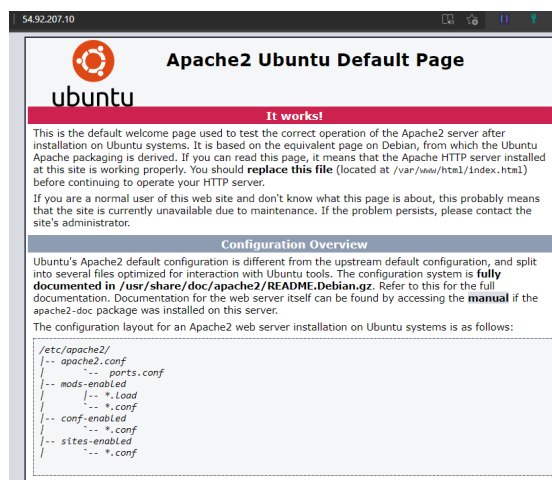 54.92.207.10
Apache2 Ubuntu Default Page
ubuntu
It works!
This is the default welcome page used to test the correct operation of the Apache2 server after
installation on Ubuntu systems. It is based on the equivalent page on Debian, from which the Ubuntu
Apache packaging is derived. If you can read this page, it means that the Apache HTTP server installed
at this site is working properly. You should replace this file (located at /var/www/html/index.html)
before continuing to operate your HTTP server.
If you are a normal user of this web site and don't know what this page is about, this probably means
that the site is currently unavailable due to maintenance. If the problem persists, please contact the
site's administrator.
Configuration Overview
Ubuntu's Apache2 default configuration is different from the upstream default configuration, and split
into several files optimized for interaction with Ubuntu tools. The configuration system is fully
documented in /usr/share/doc/apache2/README.Debian.gz. Refer to this for the full
documentation. Documentation for the web server itself can be found by accessing the manual if the
apache2-doc package was installed on this server.
The configuration layout for an Apache2 web server installation on Ubuntu systems is as follows:
/etc/apache2/
|-- apache2.conf
|       `--  ports.conf
|-- mods-enabled
|       |-- *.load
|       `-- *.conf
|-- conf-enabled
|       `-- *.conf
|-- sites-enabled
|       `-- *.conf